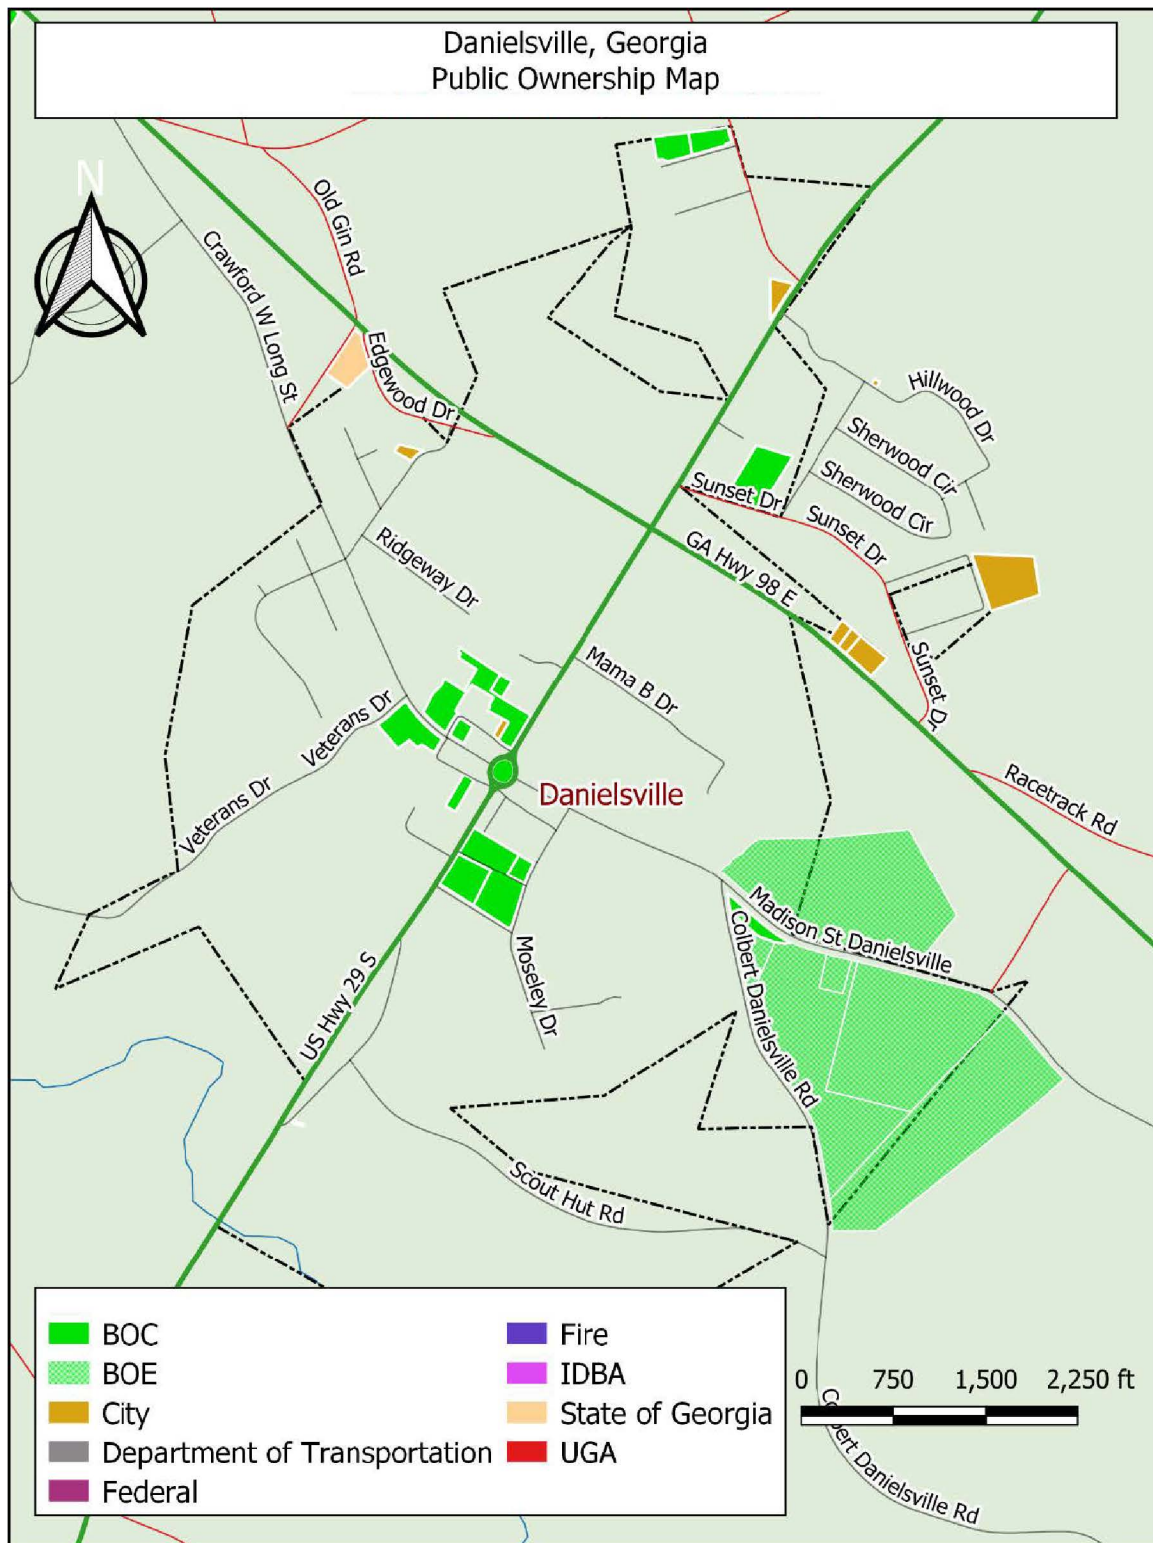 Danielsville, Georgia
Public Ownership Map
N
Old Gin Rd
Crawford W Long St
Edgewood Dr
Hillwood Dr
Sherwood Cir
Sherwood Cir
Sunset Dr
Sunset Dr
GA Hwy 98 E
Ridgeway Dr
Sunset Dr
Mama B Dr
Veterans Dr
Veterans Dr
Danielsville
Racetrack Rd
Madison St Danielsville
Colbert Danielsville Rd
Moseley Dr
US Hwy 29 S
Scout Hut Rd
BOC
BOE
City
Department of Transportation
Federal
Fire
IDBA
State of Georgia
UGA
0 750 1,500 2,250 ft
Colbert Danielsville Rd